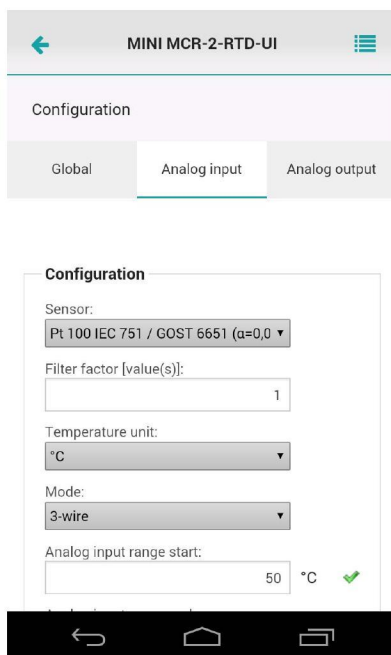 MINI MCR-2-RTD-UI
Configuration
Global
Analog input
Analog output
Configuration
Sensor:
Pt 100 IEC 751 / GOST 6651 (α=0,0
Filter factor [value(s)]:
1
Temperature unit:
°C
Mode:
3-wire
Analog input range start:
50 °C